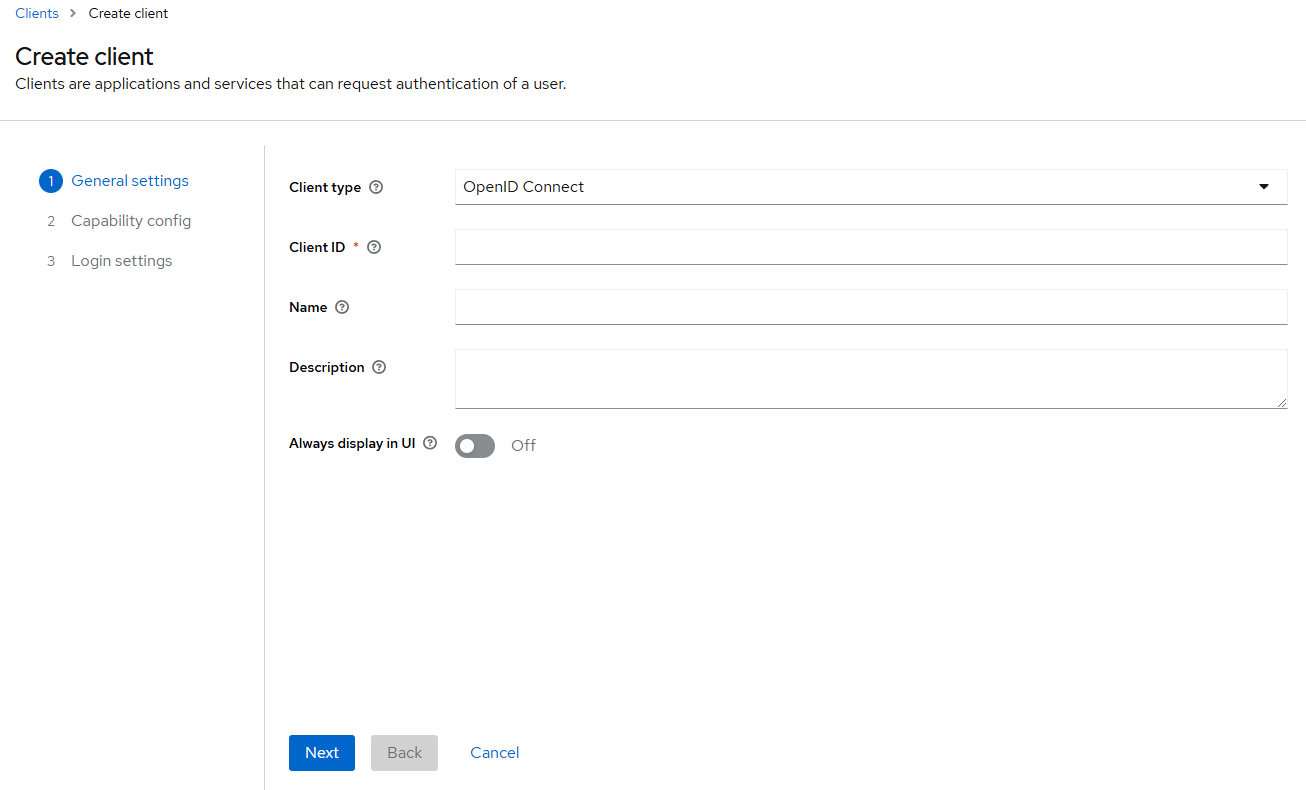 Clients > Create client
Create client
Clients are applications and services that can request authentication of a user.
1 General settings
2 Capability config
3 Login settings
Client type ? OpenID Connect
Client ID * ?
Name ?
Description ?
Always display in UI ? Off
Next Back Cancel